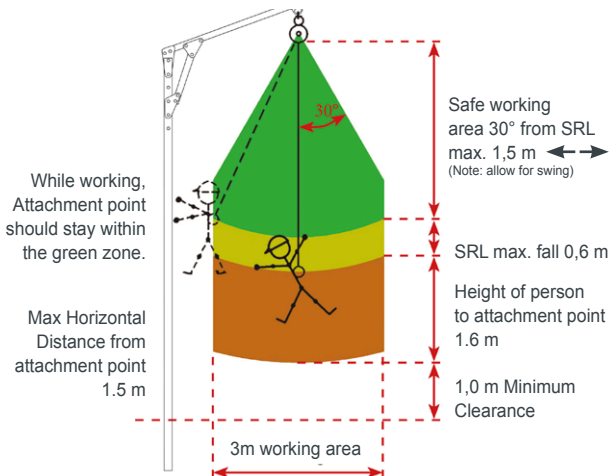 30°
Safe working
area 30° from SRL
max. 1,5 m
(Note: allow for swing)
While working,
Attachment point
should stay within
the green zone.
SRL max. fall 0,6 m
Height of person
to attachment point
1.6 m
Max Horizontal
Distance from
attachment point
1.5 m
1,0 m Minimum
Clearance
3m working area